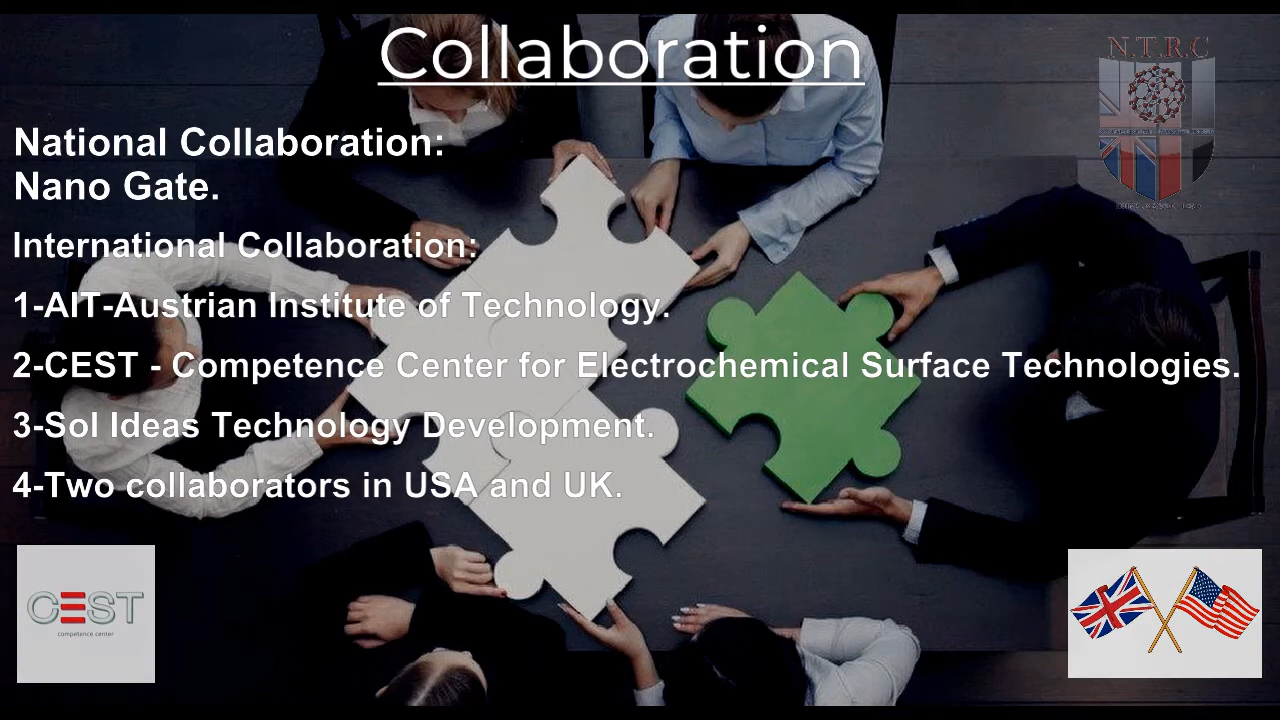 Collaboration
N.T.R.C
National Collaboration:
Nano Gate.
International Collaboration:
1-AIT-Austrian Institute of Technology.
2-CEST - Competence Center for Electrochemical Surface Technologies.
3-Sol Ideas Technology Development.
4-Two collaborators in USA and UK.
CEST
competence center